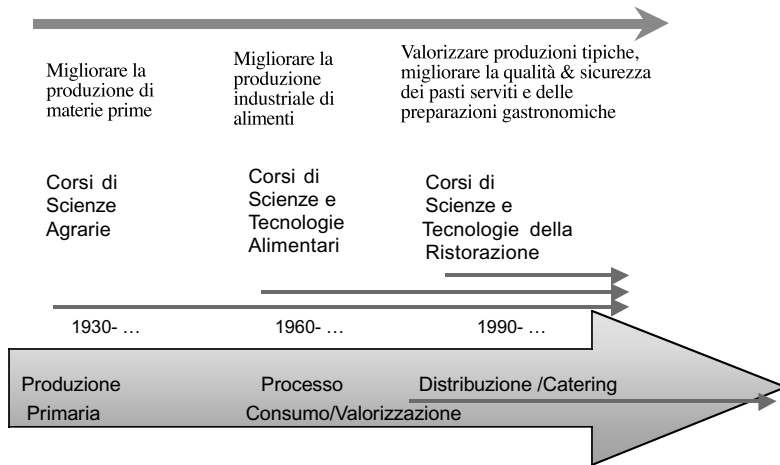 Migliorare la
produzione di
materie prime
Migliorare la
produzione
industriale di
alimenti
Valorizzare produzioni tipiche,
migliorare la qualità & sicurezza
dei pasti serviti e delle
preparazioni gastronomiche
Corsi di
Scienze
Agrarie
Corsi di
Scienze e
Tecnologie
Alimentari
Corsi di
Scienze e
Tecnologie della
Ristorazione
1930- …
1960- …
1990- …
Produzione
Primaria
Processo
Distribuzione /Catering
Consumo/Valorizzazione